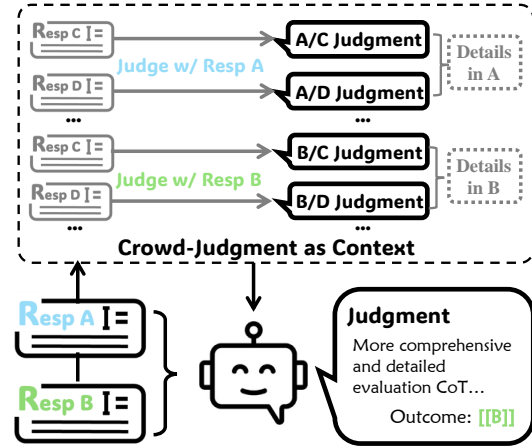 Resp C
A/C Judgment
Judge w/ Resp A
Details
in A
Resp D
A/D Judgment
...
...
Resp C
B/C Judgment
Judge w/ Resp B
Details
in B
Resp D
B/D Judgment
...
...
Crowd-Judgment as Context
Resp A
Resp B
Judgment
More comprehensive
and detailed
evaluation CoT...
Outcome: [[B]]